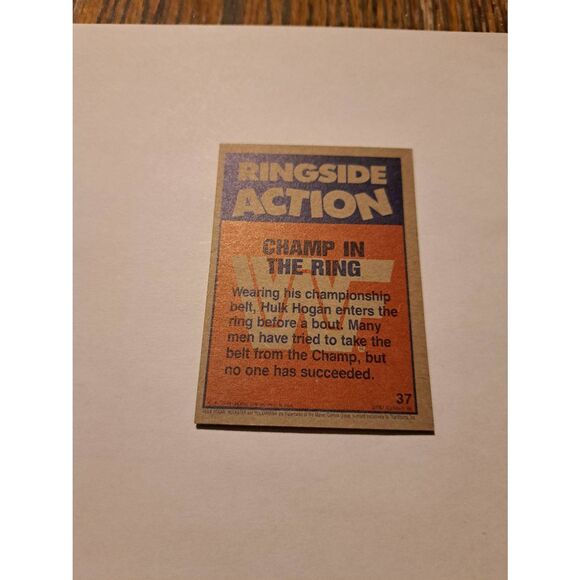 RINGSIDE
ACTION
CHAMP IN
THE RING
Wearing his championship
belt, Hulk Hogan enters the
ring before a bout. Many
men have tried to take the
belt from the Champ, but
no one has succeeded.
37